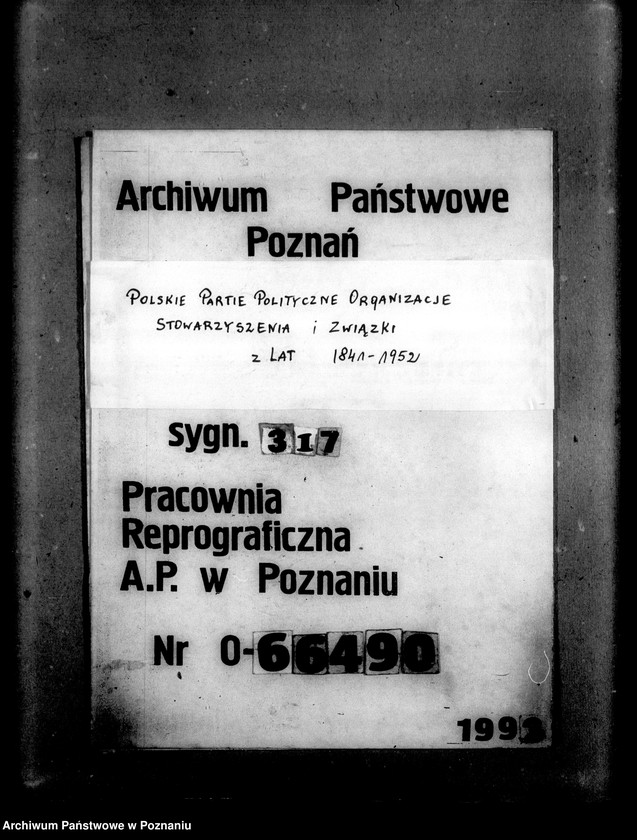 Archiwum Państwowe
Poznań
POLSKIE PARTIE POLITYCZNE ORGANIZACJE
STOWARZYSZENIA i ZWIĄZKI
z LAT 1841-1952
sygn. 317
Pracownia
Reprograficzna
A.P. w Poznaniu
Nr O-66490
1993
Archiwum Państwowe w Poznaniu